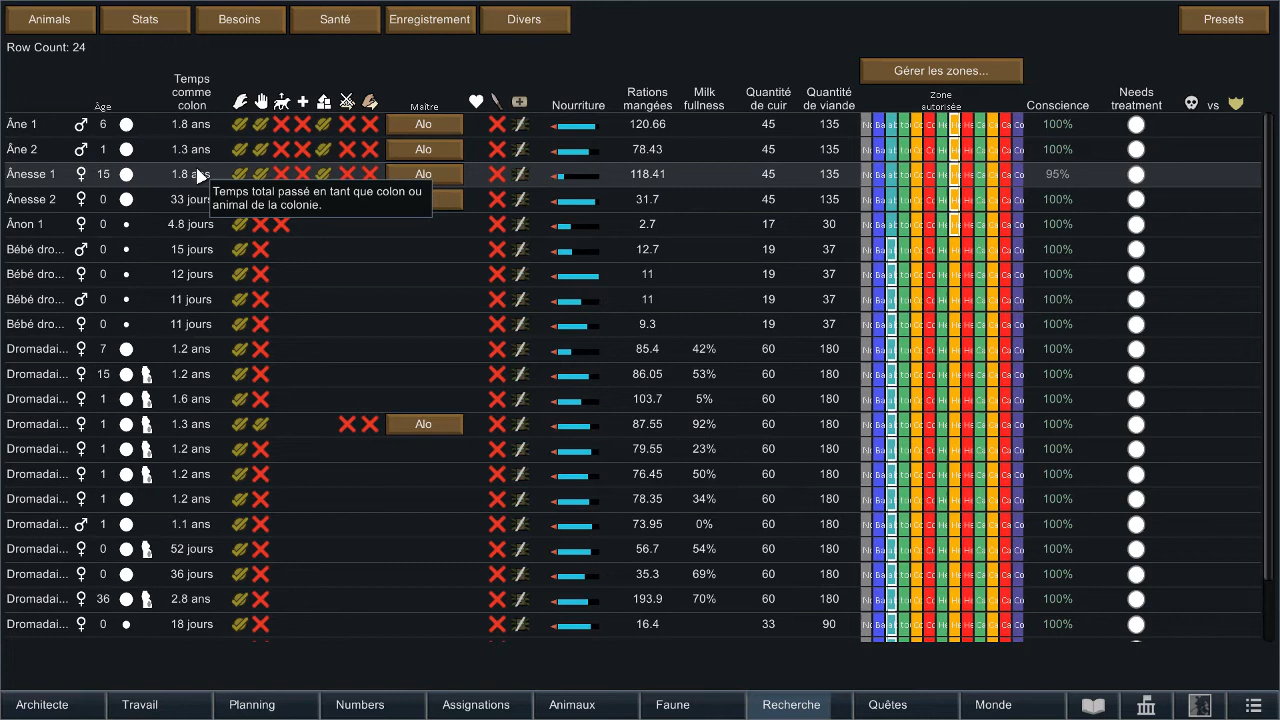 Animals Stats Besoins Santé Enregistrement Divers Presets
Row Count: 24
Gérer les zones...
Âge Temps comme colon Maître Nourriture Rations mangées Milk fullness Quantité de cuir Quantité de viande Zone autorisée Conscience Needs treatment vs
Âne 1 6 1.8 ans Alo 120.66 45 135 100%
Âne 2 1 1.3 ans Alo 78.43 45 135 100%
Ânesse 1 15 1.8 ans Alo 118.41 45 135 95%
Temps total passé en tant que colon ou
animal de la colonie.
Ânesse 2 0 33 jours 31.7 45 135 100%
Ânon 1 0 4.8 jours 2.7 17 30 100%
Bébé dro... 0 15 jours 12.7 19 37 100%
Bébé dro... 0 12 jours 11 19 37 100%
Bébé dro... 0 11 jours 11 19 37 100%
Bébé dro... 0 11 jours 9.3 19 37 100%
Dromadai... 7 1.2 ans 85.4 42% 60 180 100%
Dromadai... 15 1.2 ans 86.05 53% 60 180 100%
Dromadai... 1 1.6 ans 103.7 5% 60 180 100%
Dromadai... 1 1.3 ans Alo 87.55 92% 60 180 100%
Dromadai... 1 1.2 ans 79.55 23% 60 180 100%
Dromadai... 1 1.2 ans 76.45 50% 60 180 100%
Dromadai... 1 1.2 ans 78.35 34% 60 180 100%
Dromadai... 1 1.1 ans 73.95 0% 60 180 100%
Dromadai... 0 52 jours 56.7 54% 60 180 100%
Dromadai... 0 36 jours 35.3 69% 60 180 100%
Dromadai... 36 2.8 ans 193.9 70% 60 180 100%
Dromadai... 0 18 jours 16.4 33 90 100%
Architecte Travail Planning Numbers Assignations Animaux Faune Recherche Quêtes Monde